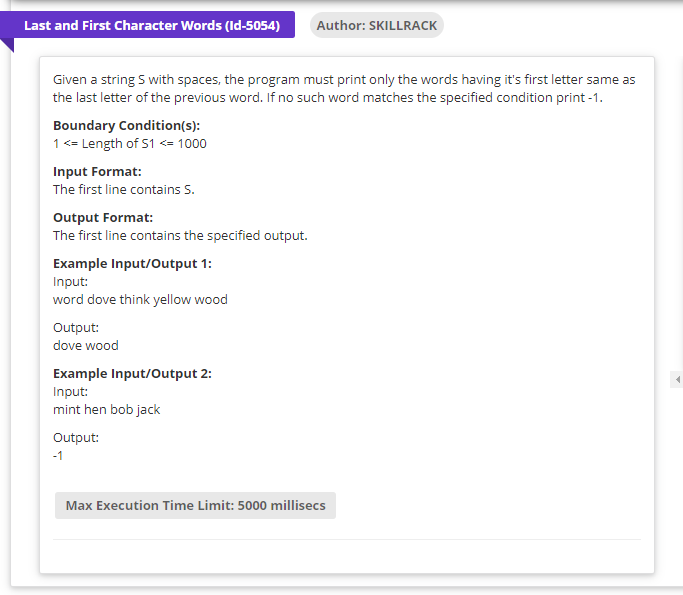 Last and First Character Words (Id-5054)
Author: SKILLRACK
Given a string S with spaces, the program must print only the words having it's first letter same as
the last letter of the previous word. If no such word matches the specified condition print -1.
Boundary Condition(s):
1 <= Length of S1 <= 1000
Input Format:
The first line contains S.
Output Format:
The first line contains the specified output.
Example Input/Output 1:
Input:
word dove think yellow wood
Output:
dove wood
Example Input/Output 2:
Input:
mint hen bob jack
Output:
-1
Max Execution Time Limit: 5000 millisecs